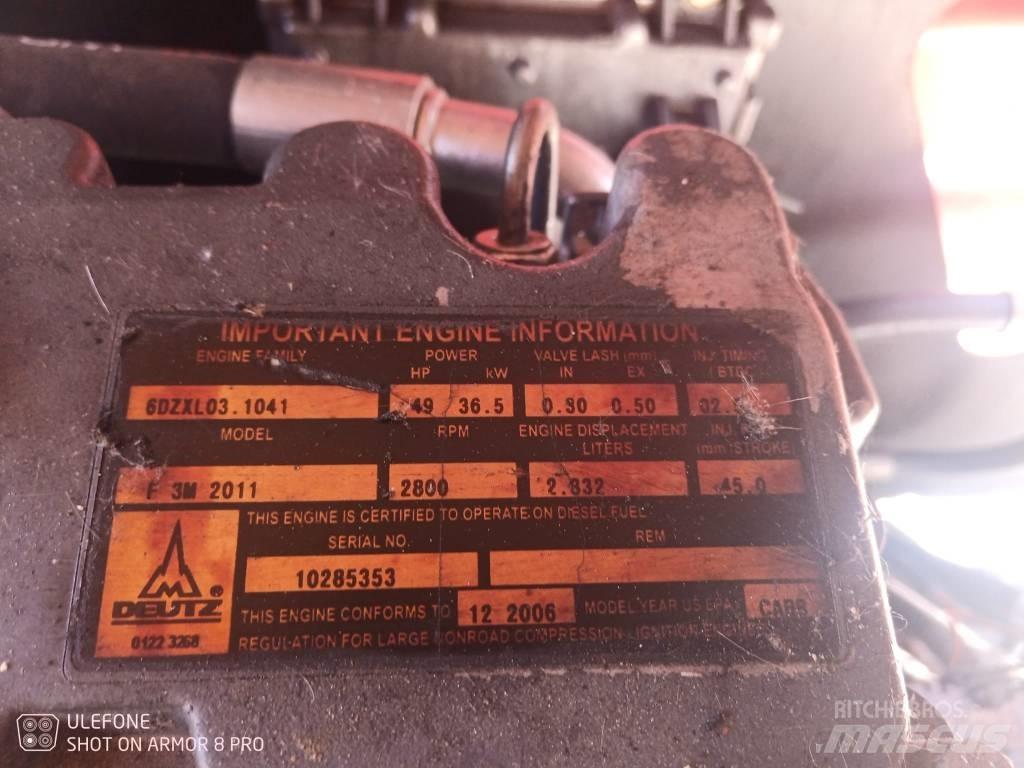 IMPORTANT ENGINE INFORMATION
ENGINE FAMILY POWER VALVE LASH (mm) INJ. TIMING
HP kW IN EX (BTDC)
6DZXL03.1041 49 36.5 0.30 0.50 02.
MODEL RPM ENGINE DISPLACEMENT INJ.
LITERS (mm³/STROKE
F 3M 2011 2800 2.332 45.0
THIS ENGINE IS CERTIFIED TO OPERATE ON DIESEL FUEL
SERIAL NO. REM
10285353
DEUTZ ®
0122 3268
THIS ENGINE CONFORMS TO 12 2006 MODEL YEAR US EPA CARB
REGULATION FOR LARGE NONROAD COMPRESSION-IGNITION
ULEFONE
SHOT ON ARMOR 8 PRO
RITCHIE BROS.
MASCUS